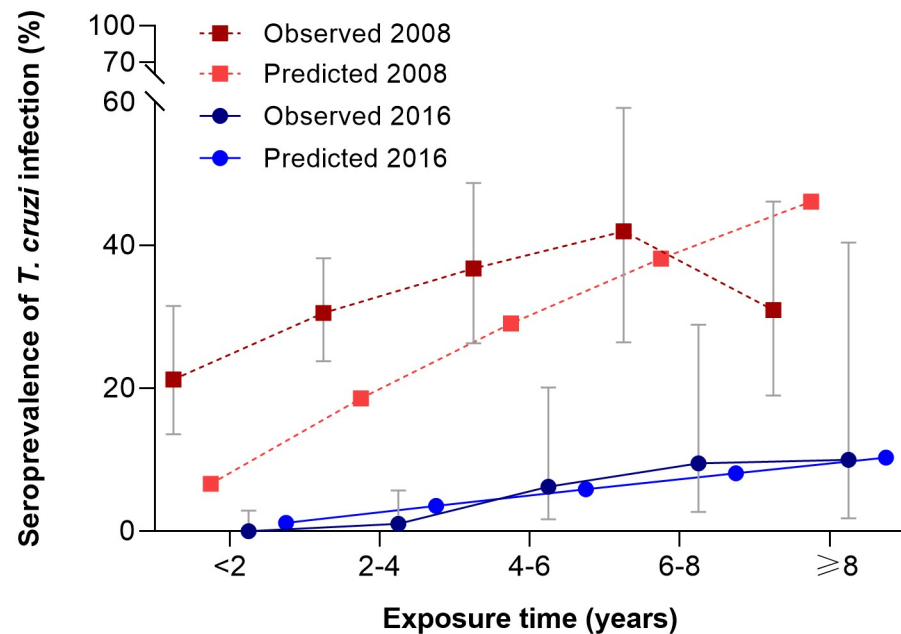 Seroprevalence of T. cruzi infection (%)
100
70
60
40
20
0
Observed 2008
Predicted 2008
Observed 2016
Predicted 2016
<2
2-4
4-6
6-8
⩾8
Exposure time (years)